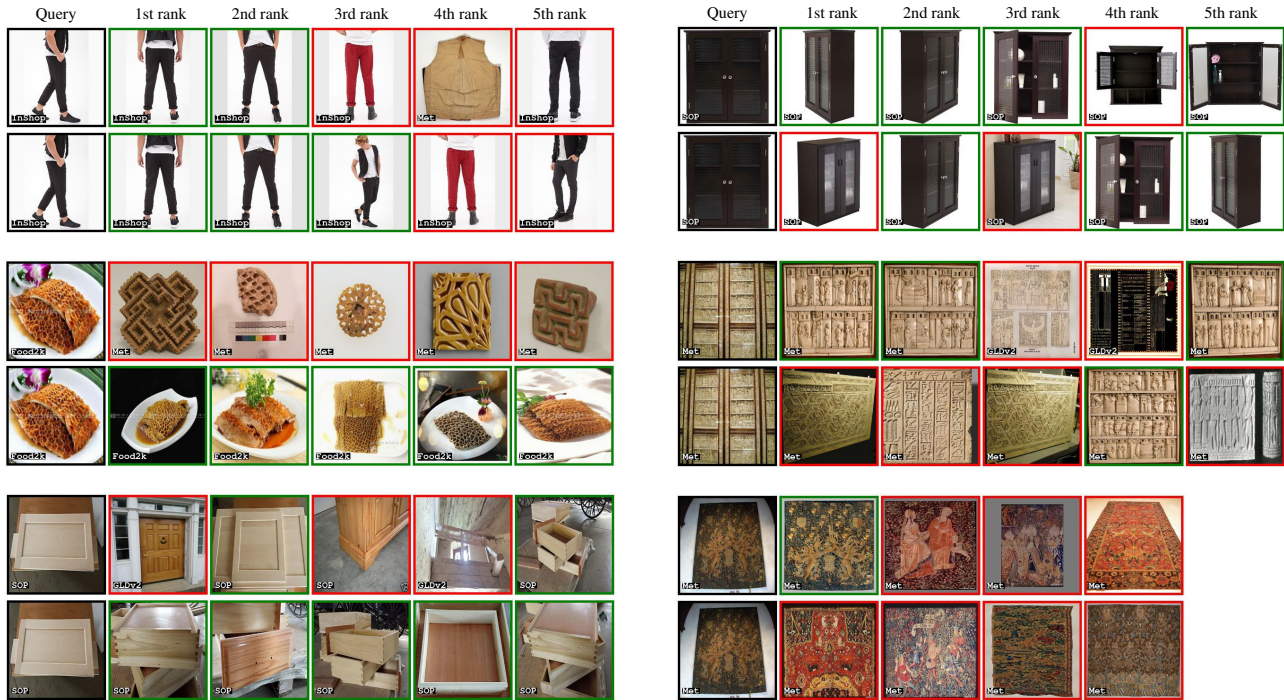 Query 1st rank 2nd rank 3rd rank 4th rank 5th rank
InShop InShop InShop InShop Met InShop
InShop InShop InShop InShop InShop InShop
Food2k Met Met Met Met Met
Food2k Food2k Food2k Food2k Food2k Food2k
SOP GLDv2 SOP SOP GLDv2 SOP
SOP SOP SOP SOP SOP SOP
Query 1st rank 2nd rank 3rd rank 4th rank 5th rank
SOP SOP SOP SOP SOP SOP
SOP SOP SOP SOP SOP SOP
Met Met Met GLDv2 GLDv2 Met
Met Met Met Met Met Met
Met Met Met Met Met
Met Met Met Met Met